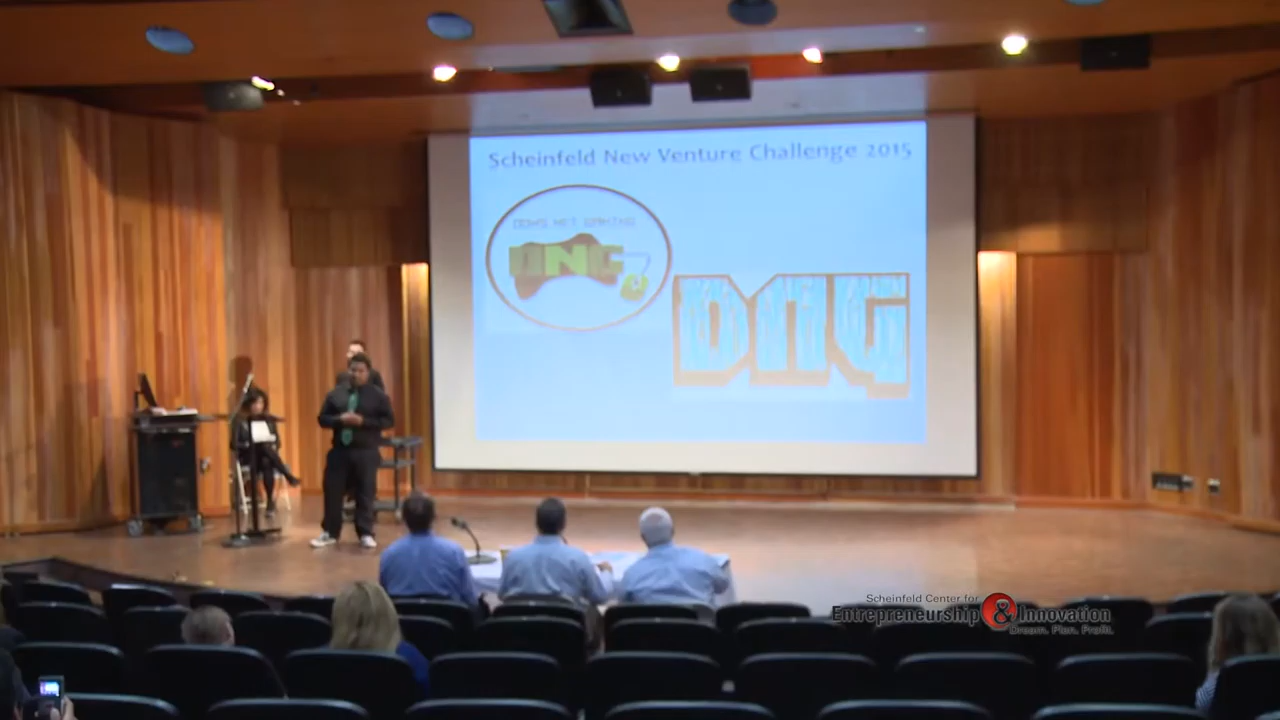 Scheinfeld New Venture Challenge 2015
DNG
DNG
Scheinfeld Center for
Entrepreneurship & Innovation
Dream. Plan. Profit.